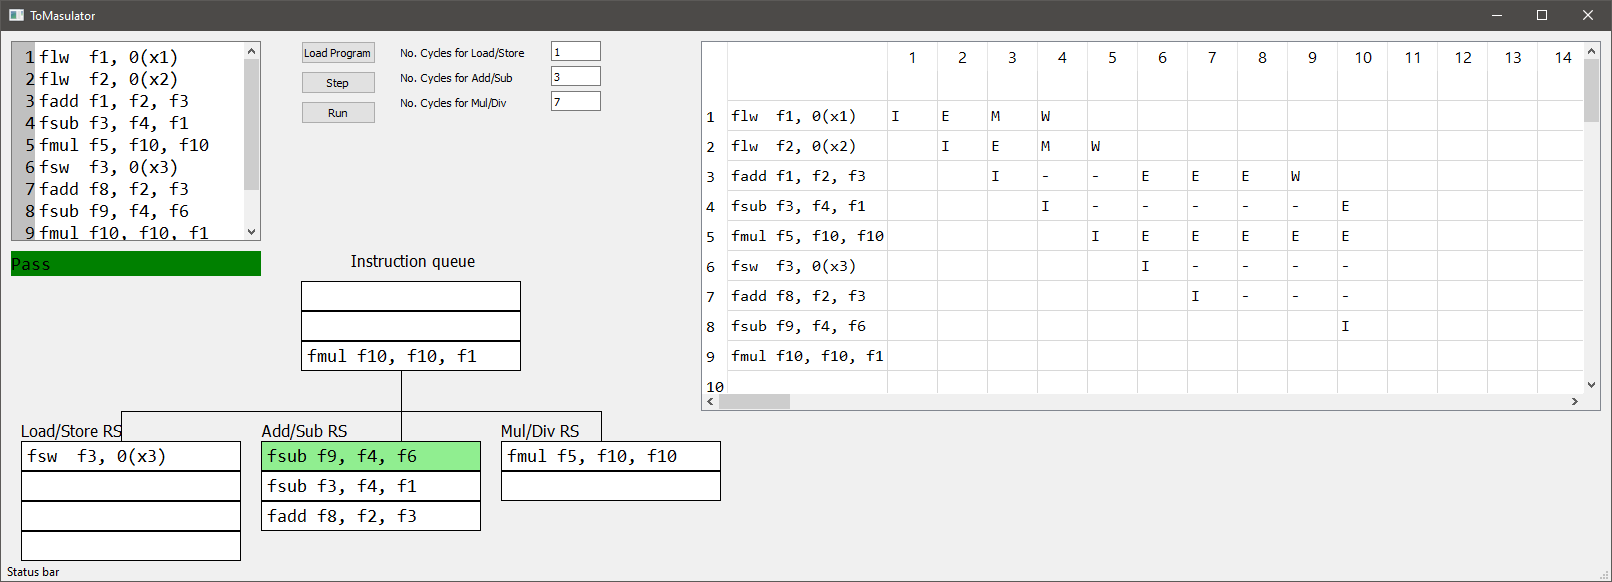 ToMasulator
1 flw  f1, 0(x1)
2 flw  f2, 0(x2)
3 fadd f1, f2, f3
4 fsub f3, f4, f1
5 fmul f5, f10, f10
6 fsw  f3, 0(x3)
7 fadd f8, f2, f3
8 fsub f9, f4, f6
9 fmul f10, f10, f1
Pass
Load Program
Step
Run
No. Cycles for Load/Store 1
No. Cycles for Add/Sub 3
No. Cycles for Mul/Div 7
Instruction queue
fmul f10, f10, f1
Load/Store RS
fsw  f3, 0(x3)
Add/Sub RS
fsub f9, f4, f6
fsub f3, f4, f1
fadd f8, f2, f3
Mul/Div RS
fmul f5, f10, f10
1 2 3 4 5 6 7 8 9 10 11 12 13 14
1 flw  f1, 0(x1) I E M W
2 flw  f2, 0(x2) I E M W
3 fadd f1, f2, f3 I - - E E E W
4 fsub f3, f4, f1 I - - - - - E
5 fmul f5, f10, f10 I E E E E E
6 fsw  f3, 0(x3) I - - - -
7 fadd f8, f2, f3 I - - -
8 fsub f9, f4, f6 I
9 fmul f10, f10, f1
10
Status bar